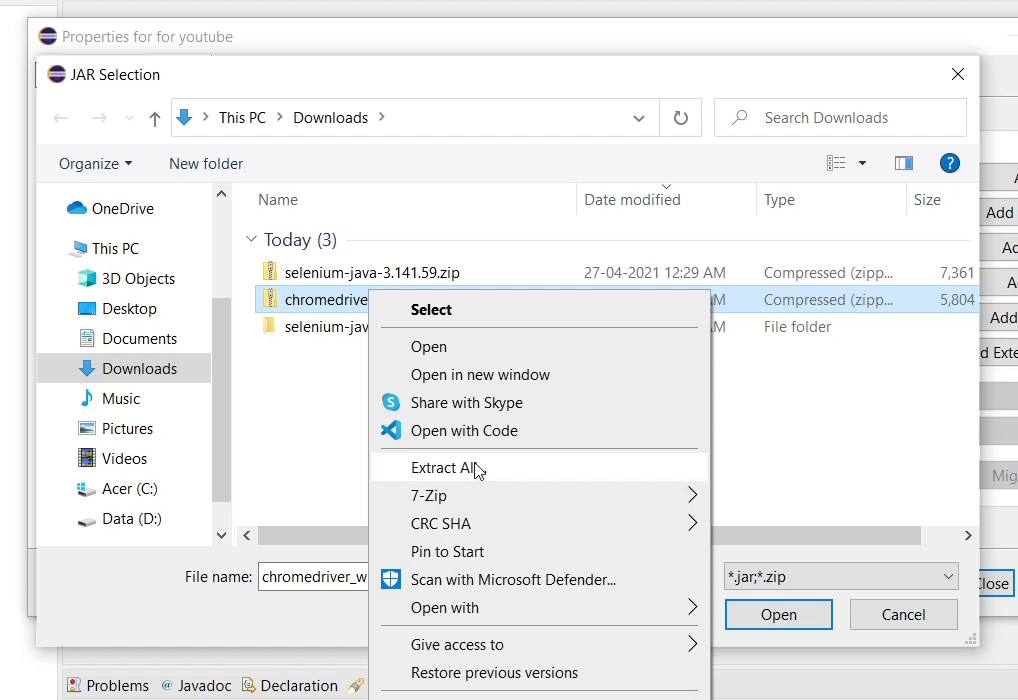 Properties for for youtube
JAR Selection
This PC Downloads
Search Downloads
Organize
New folder
Name Date modified Type Size
OneDrive
This PC
3D Objects
Desktop
Documents
Downloads
Music
Pictures
Videos
Acer (C:)
Data (D:)
Today (3)
selenium-java-3.141.59.zip 27-04-2021 12:29 AM Compressed (zipp... 7,361
chromedrive M Compressed (zipp... 5,804
selenium-jav M File folder
Select
Open
Open in new window
Share with Skype
Open with Code
Extract All
7-Zip
CRC SHA
Pin to Start
Scan with Microsoft Defender...
Open with
Give access to
Restore previous versions
File name: chromedriver_w
*.jar;*.zip
Open
Cancel
A
Add
Ad
A
Add
d Exte
Mig
Close
Problems @ Javadoc Declaration